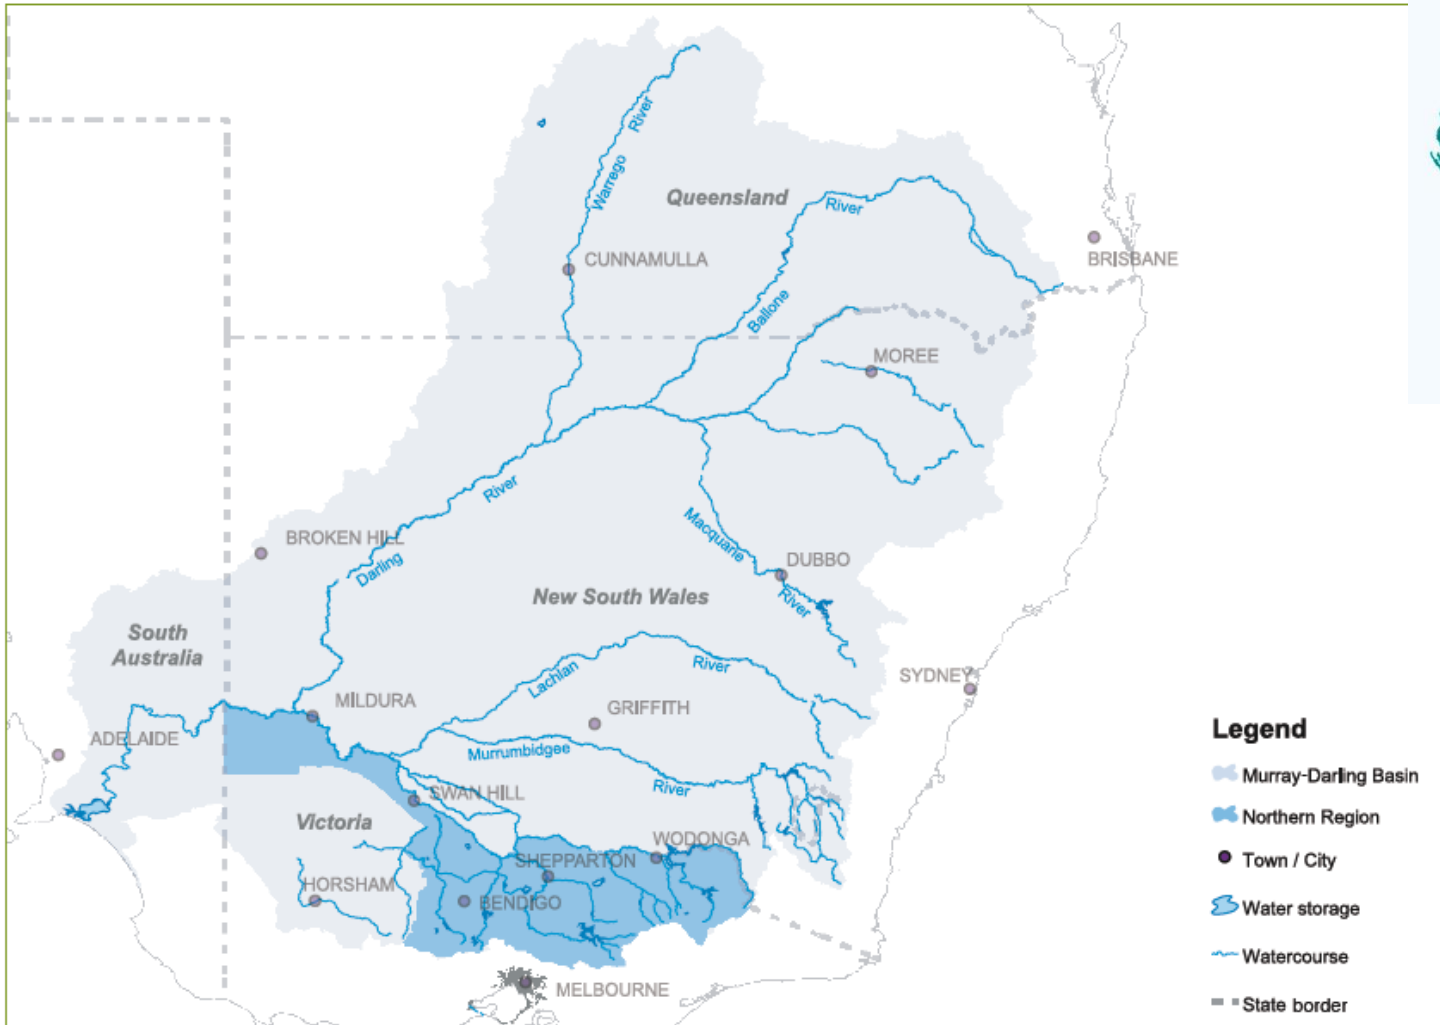 Warrego River
Queensland
River
CUNNAMULLA
BRISBANE
Ballone
MOREE
River
Macquarie
BROKEN HILL
Darling
DUBBO
River
New South Wales
South
Australia
Lachlan
River
SYDNEY
MILDURA
GRIFFITH
ADELAIDE
Murrumbidgee
River
SWAN HILL
Victoria
WODONGA
SHEPPARTON
HORSHAM
BENDIGO
MELBOURNE
Legend
Murray-Darling Basin
Northern Region
Town / City
Water storage
Watercourse
State border